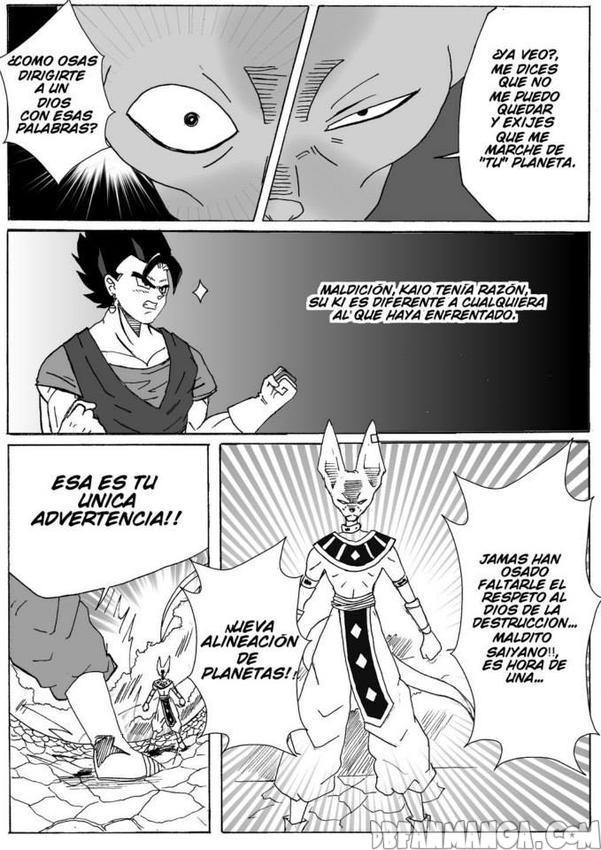 ¿YA VEO?,
ME DICES
QUE NO
ME PUEDO
QUEDAR
Y EXIJES
QUE ME
MARCHE DE
"TU" PLANETA.
¿COMO OSAS
DIRIGIRTE
A UN
DIOS
CON ESAS
PALABRAS?
MALDICIÓN, KAIO TENÍA RAZÓN,
SU KI ES DIFERENTE A CUALQUIERA
AL QUE HAYA ENFRENTADO.
JAMAS HAN
OSADO
FALTARLE EL
RESPETO AL
DIOS DE LA
DESTRUCCION...
MALDITO
SAIYANO!!,
ES HORA DE
UNA...
NUEVA
ALINEACIÓN
DE
PLANETAS!!
ESA ES TU
UNICA
ADVERTENCIA!!
DBFANMANGA.COM